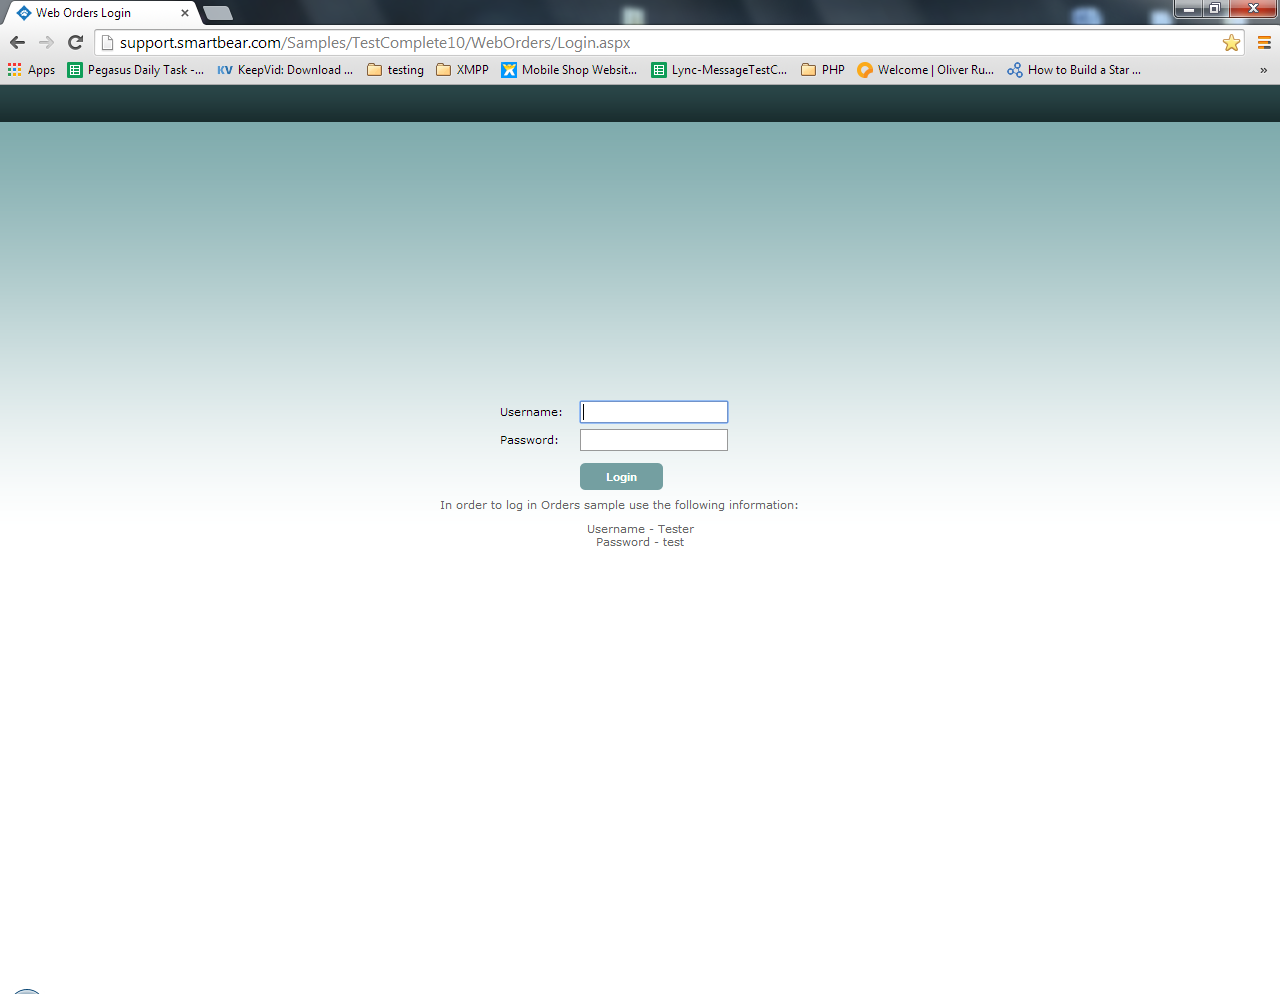 Web Orders Login
support.smartbear.com/Samples/TestComplete10/WebOrders/Login.aspx
Apps Pegasus Daily Task -... KV KeepVid: Download ... testing XMPP Mobile Shop Websit... Lync-MessageTestC... PHP Welcome | Oliver Ru... How to Build a Star ... »
Username:
Password:
Login
In order to log in Orders sample use the following information:
Username - Tester
Password - test